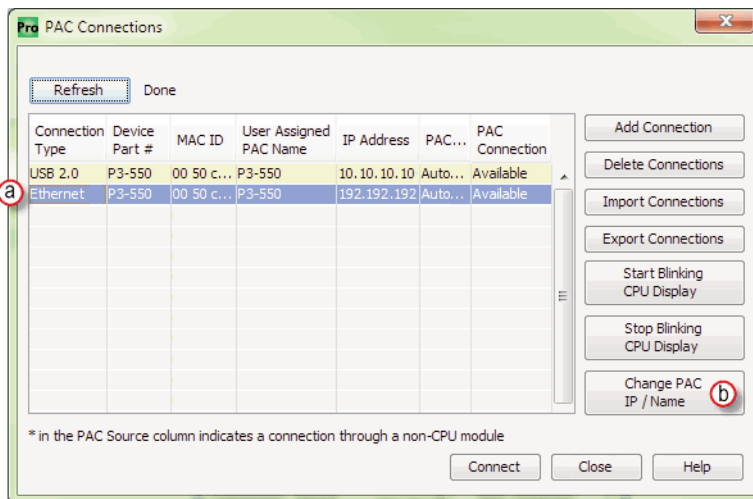 Pro PAC Connections
X
Refresh Done
Connection Type Device Part # MAC ID User Assigned PAC Name IP Address PAC... PAC Connection
USB 2.0 P3-550 00 50 c... P3-550 10.10.10.10 Auto... Available
a Ethernet P3-550 00 50 c... P3-550 192.192.192 Auto... Available
Add Connection
Delete Connections
Import Connections
Export Connections
Start Blinking
CPU Display
Stop Blinking
CPU Display
Change PAC
IP / Name b
* in the PAC Source column indicates a connection through a non-CPU module
Connect Close Help